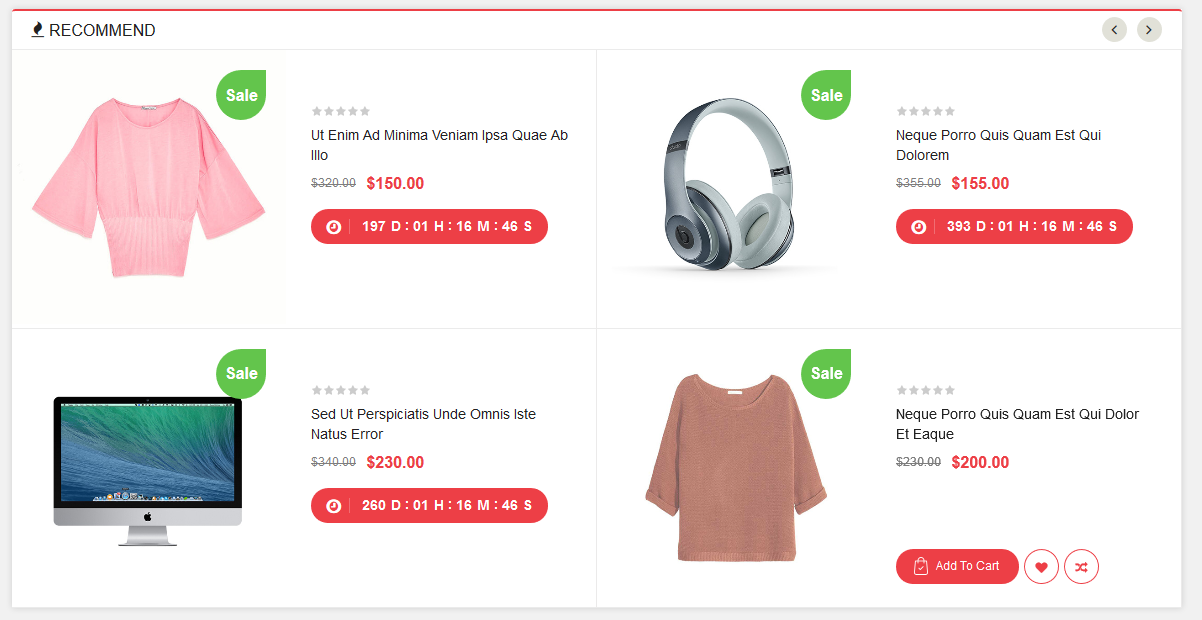 RECOMMEND
Sale
Ut Enim Ad Minima Veniam Ipsa Quae Ab
Illo
$320.00 $150.00
197 D : 01 H : 16 M : 46 S
Sale
Neque Porro Quis Quam Est Qui
Dolorem
$355.00 $155.00
393 D : 01 H : 16 M : 46 S
Sale
Sed Ut Perspiciatis Unde Omnis Iste
Natus Error
$340.00 $230.00
260 D : 01 H : 16 M : 46 S
Sale
Neque Porro Quis Quam Est Qui Dolor
Et Eaque
$230.00 $200.00
Add To Cart